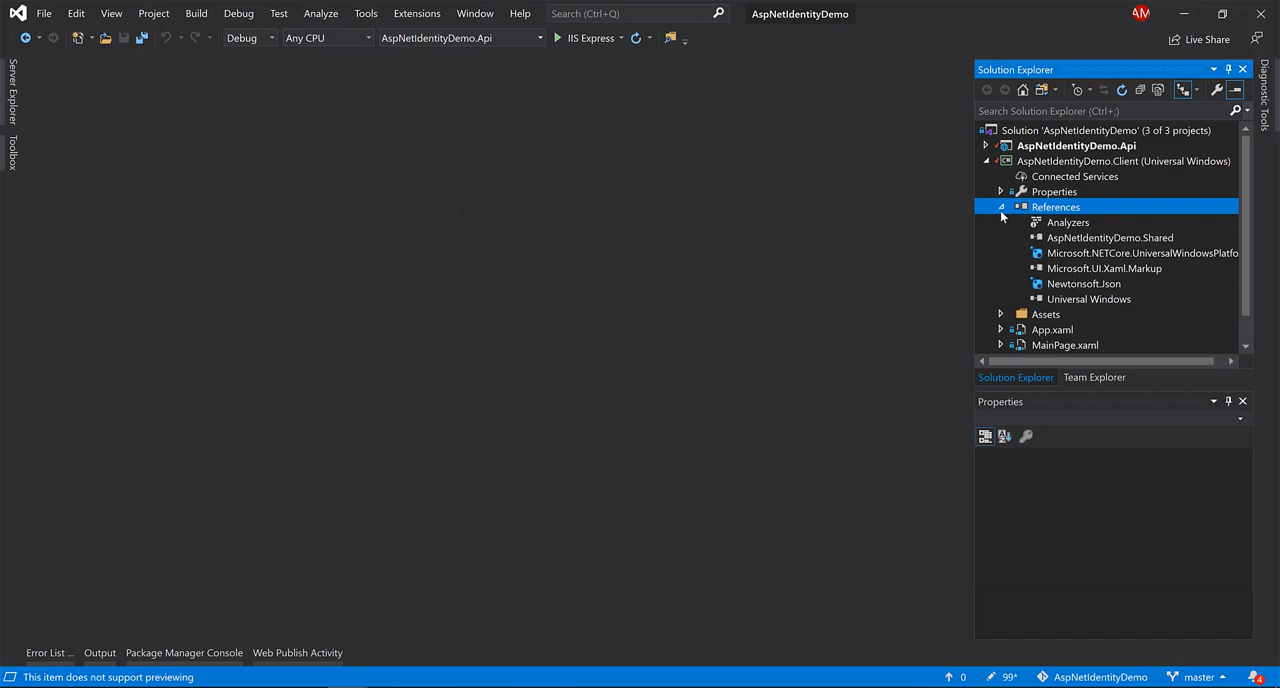 File Edit View Project Build Debug Test Analyze Tools Extensions Window Help Search (Ctrl+Q) AspNetIdentityDemo AM
Debug Any CPU AspNetIdentityDemo.Api IIS Express Live Share
Server Explorer
Toolbox
Solution Explorer
Search Solution Explorer (Ctrl+;)
Solution 'AspNetIdentityDemo' (3 of 3 projects)
AspNetIdentityDemo.Api
AspNetIdentityDemo.Client (Universal Windows)
Connected Services
Properties
References
Analyzers
AspNetIdentityDemo.Shared
Microsoft.NETCore.UniversalWindowsPlatfo
Microsoft.UI.Xaml.Markup
Newtonsoft.Json
Universal Windows
Assets
App.xaml
MainPage.xaml
Solution Explorer Team Explorer
Properties
Diagnostic Tools
Error List ... Output Package Manager Console Web Publish Activity
This item does not support previewing 0 99* AspNetIdentityDemo master 4